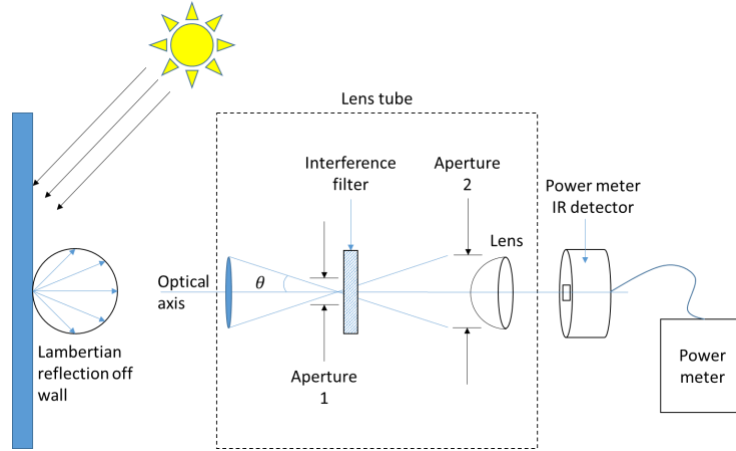 Lens tube
Interference
filter
Aperture
2
Power meter
IR detector
Lens
Optical
axis
θ
Lambertian
reflection off
wall
Aperture
1
Power
meter